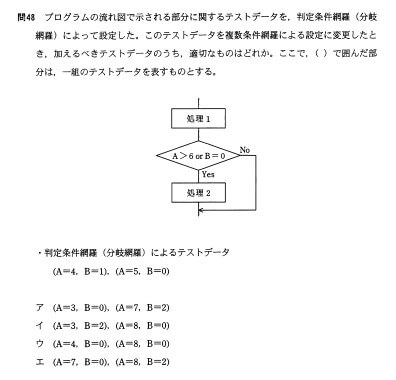 問48 プログラムの流れ図で示される部分に関するテストデータを，判定条件網羅（分岐
網羅）によって設定した。このテストデータを複数条件網羅による設定に変更したと
き，加えるべきテストデータのうち，適切なものはどれか。ここで，（ ）で囲んだ部
分は，一組のテストデータを表すものとする。
処理1
A＞6 or B＝0
No
Yes
処理2
・判定条件網羅（分岐網羅）によるテストデータ
(A＝4，B＝1)，(A＝5，B＝0)
ア (A＝3，B＝0)，(A＝7，B＝2)
イ (A＝3，B＝2)，(A＝8，B＝0)
ウ (A＝4，B＝0)，(A＝8，B＝0)
エ (A＝7，B＝0)，(A＝8，B＝2)